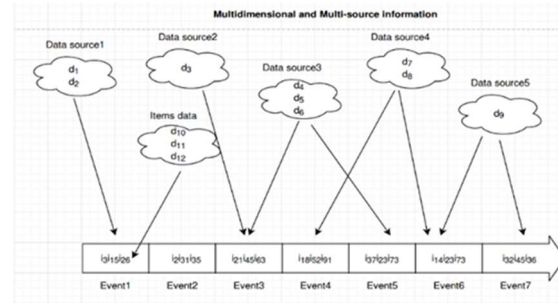 Multidimensional and Multi-source information
Data source1
d1
d2
Data source2
d3
Items data
d10
d11
d12
Data source3
d4
d5
d6
Data source4
d7
d8
Data source5
d9
i3i15i26
i2i31i35
i21i45i63
i18i52i91
i37i23i73
i14i23i73
i32i45i36
Event1
Event2
Event3
Event4
Event5
Event6
Event7